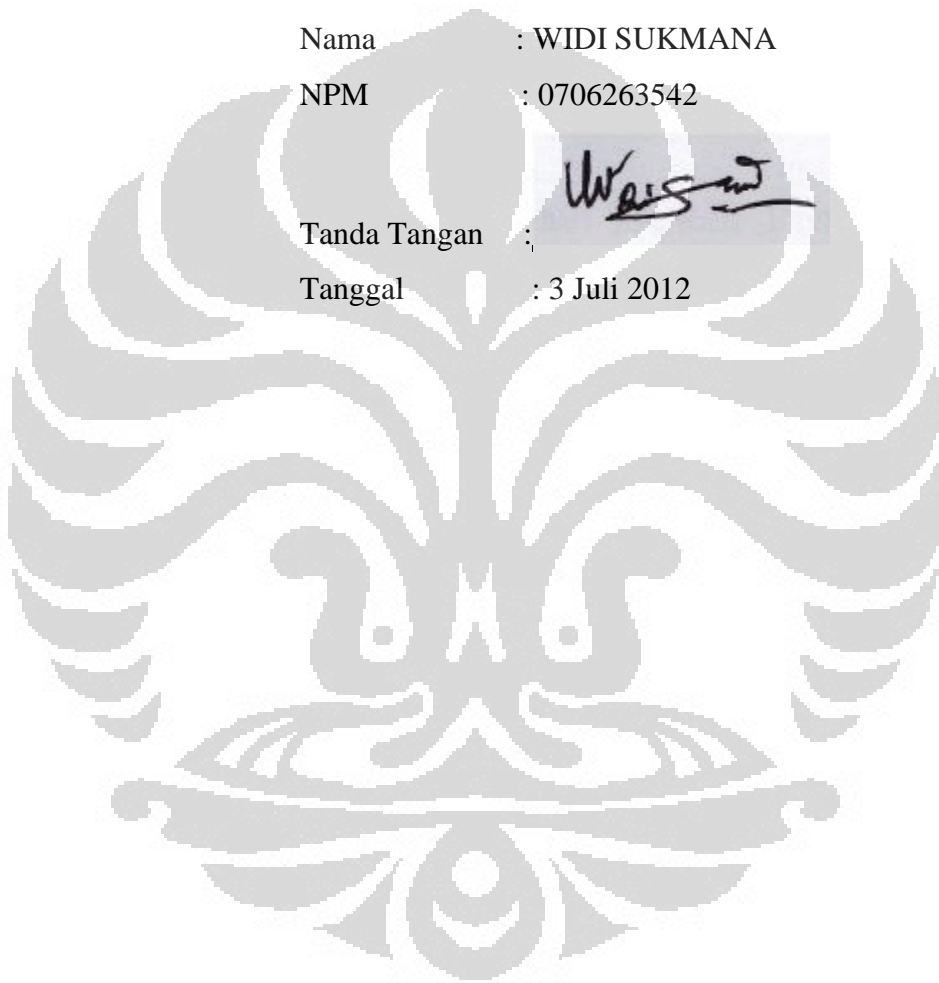 Nama : WIDI SUKMANA
NPM : 0706263542
Tanda Tangan :
Tanggal : 3 Juli 2012